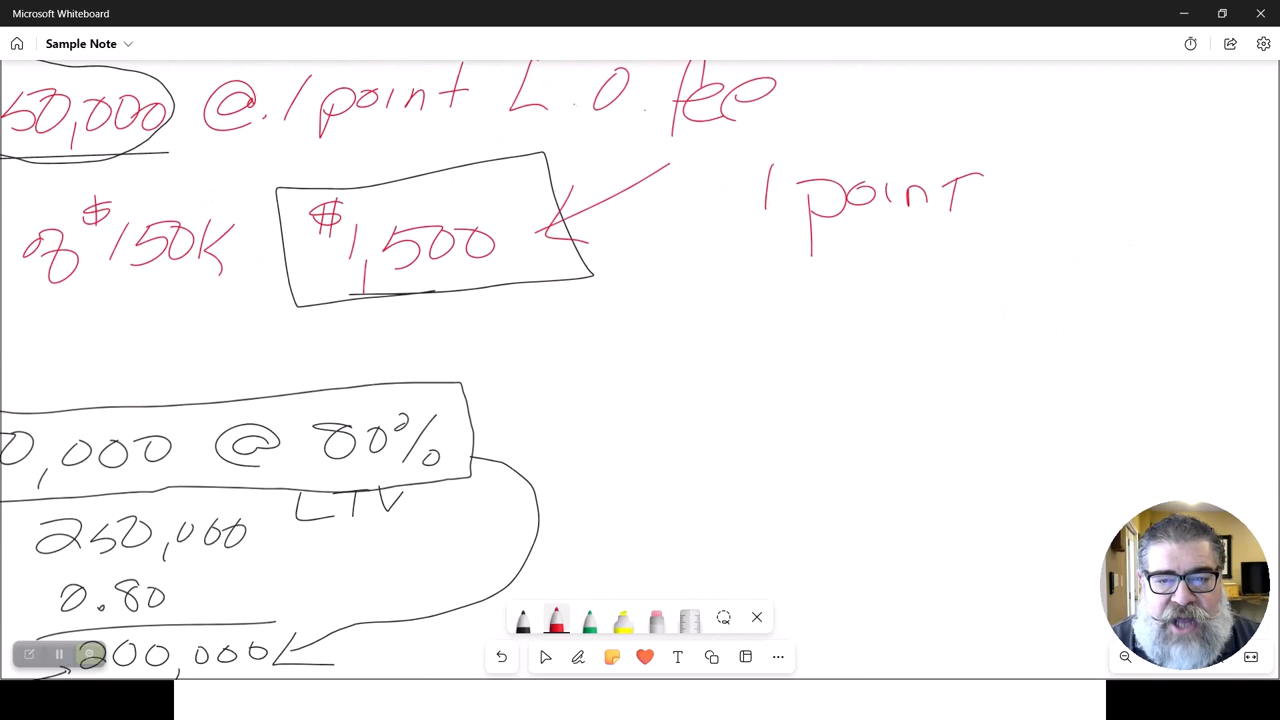 Microsoft Whiteboard
Sample Note
50,000 @ 1 point L.O. fee
1 point
of $150K $1,500
0,000 @ 80%
LTV
250,000
0.80
200,000